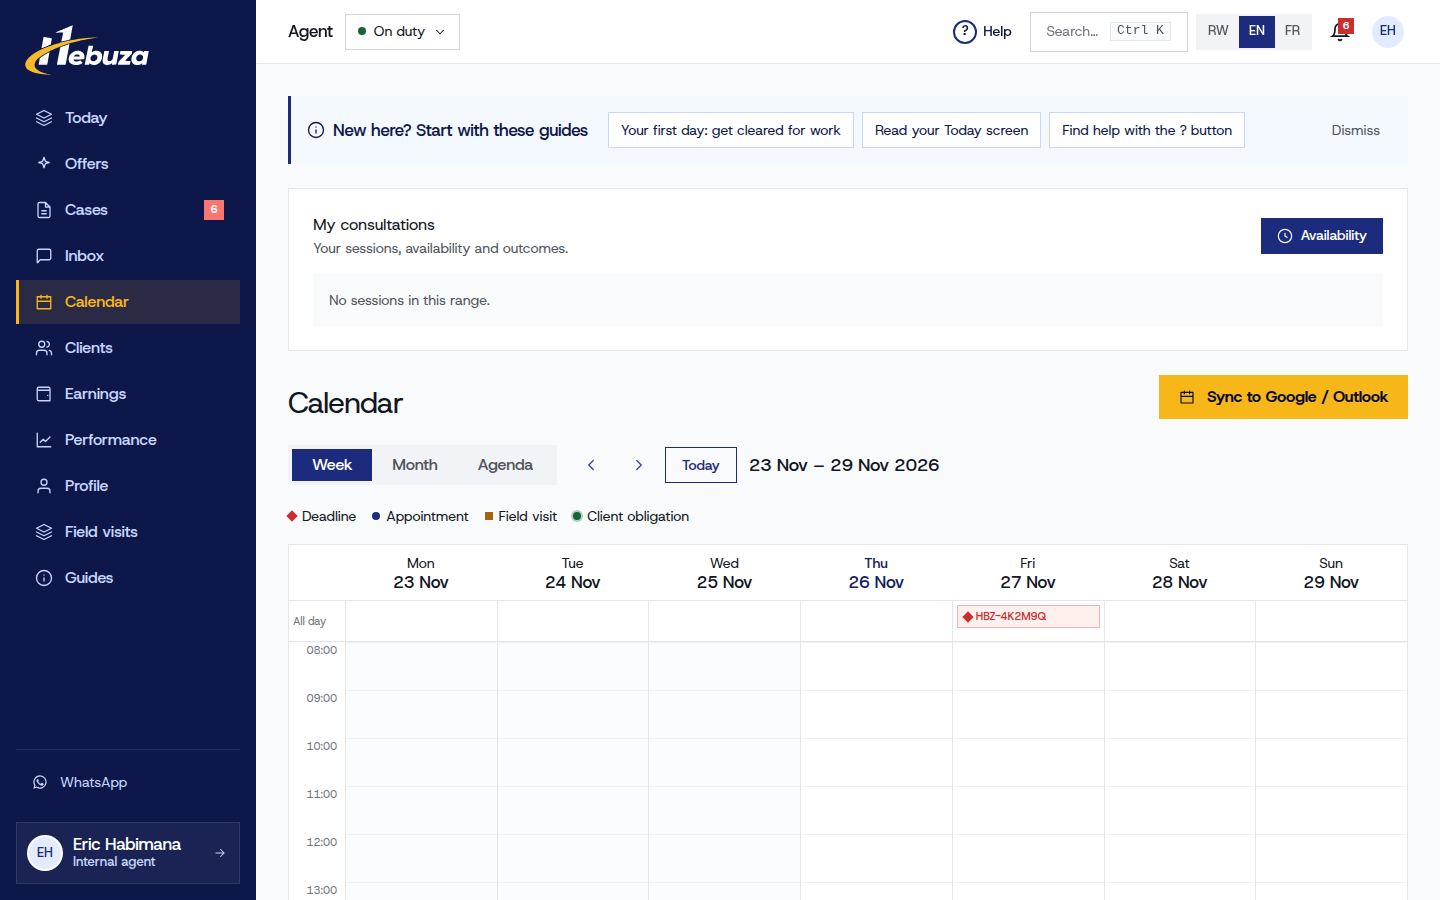 Hebuza
Today
Offers
Cases 6
Inbox
Calendar
Clients
Earnings
Performance
Profile
Field visits
Guides
WhatsApp
EH
Eric Habimana
Internal agent
Agent On duty
? Help Search... Ctrl K RW EN FR 6 EH
New here? Start with these guides Your first day: get cleared for work Read your Today screen Find help with the ? button Dismiss
My consultations
Your sessions, availability and outcomes.
Availability
No sessions in this range.
Calendar
Sync to Google / Outlook
Week Month Agenda Today 23 Nov – 29 Nov 2026
Deadline Appointment Field visit Client obligation
Mon Tue Wed Thu Fri Sat Sun
23 Nov 24 Nov 25 Nov 26 Nov 27 Nov 28 Nov 29 Nov
All day HBZ-4K2M9Q
08:00
09:00
10:00
11:00
12:00
13:00